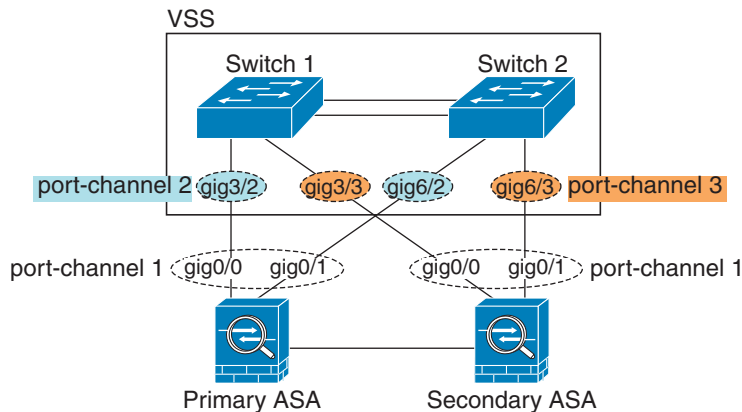 VSS
Switch 1
Switch 2
port-channel 2 gig3/2 gig3/3 gig6/2 gig6/3 port-channel 3
port-channel 1 gig0/0 gig0/1 gig0/0 gig0/1 port-channel 1
Primary ASA
Secondary ASA